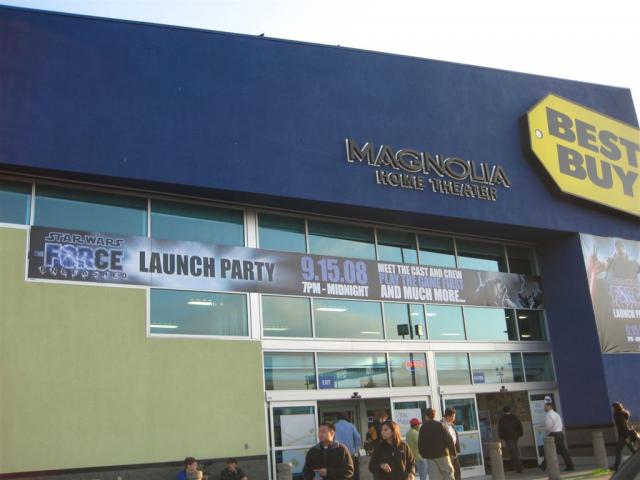 MAGNOLIA
HOME THEATER
BEST
BUY
STAR WARS
THE FORCE
UNLEASHED
LAUNCH PARTY
9.15.08
7PM - MIDNIGHT
MEET THE CAST AND CREW
PLAY THE GAME FIRST
AND MUCH MORE...
EXIT